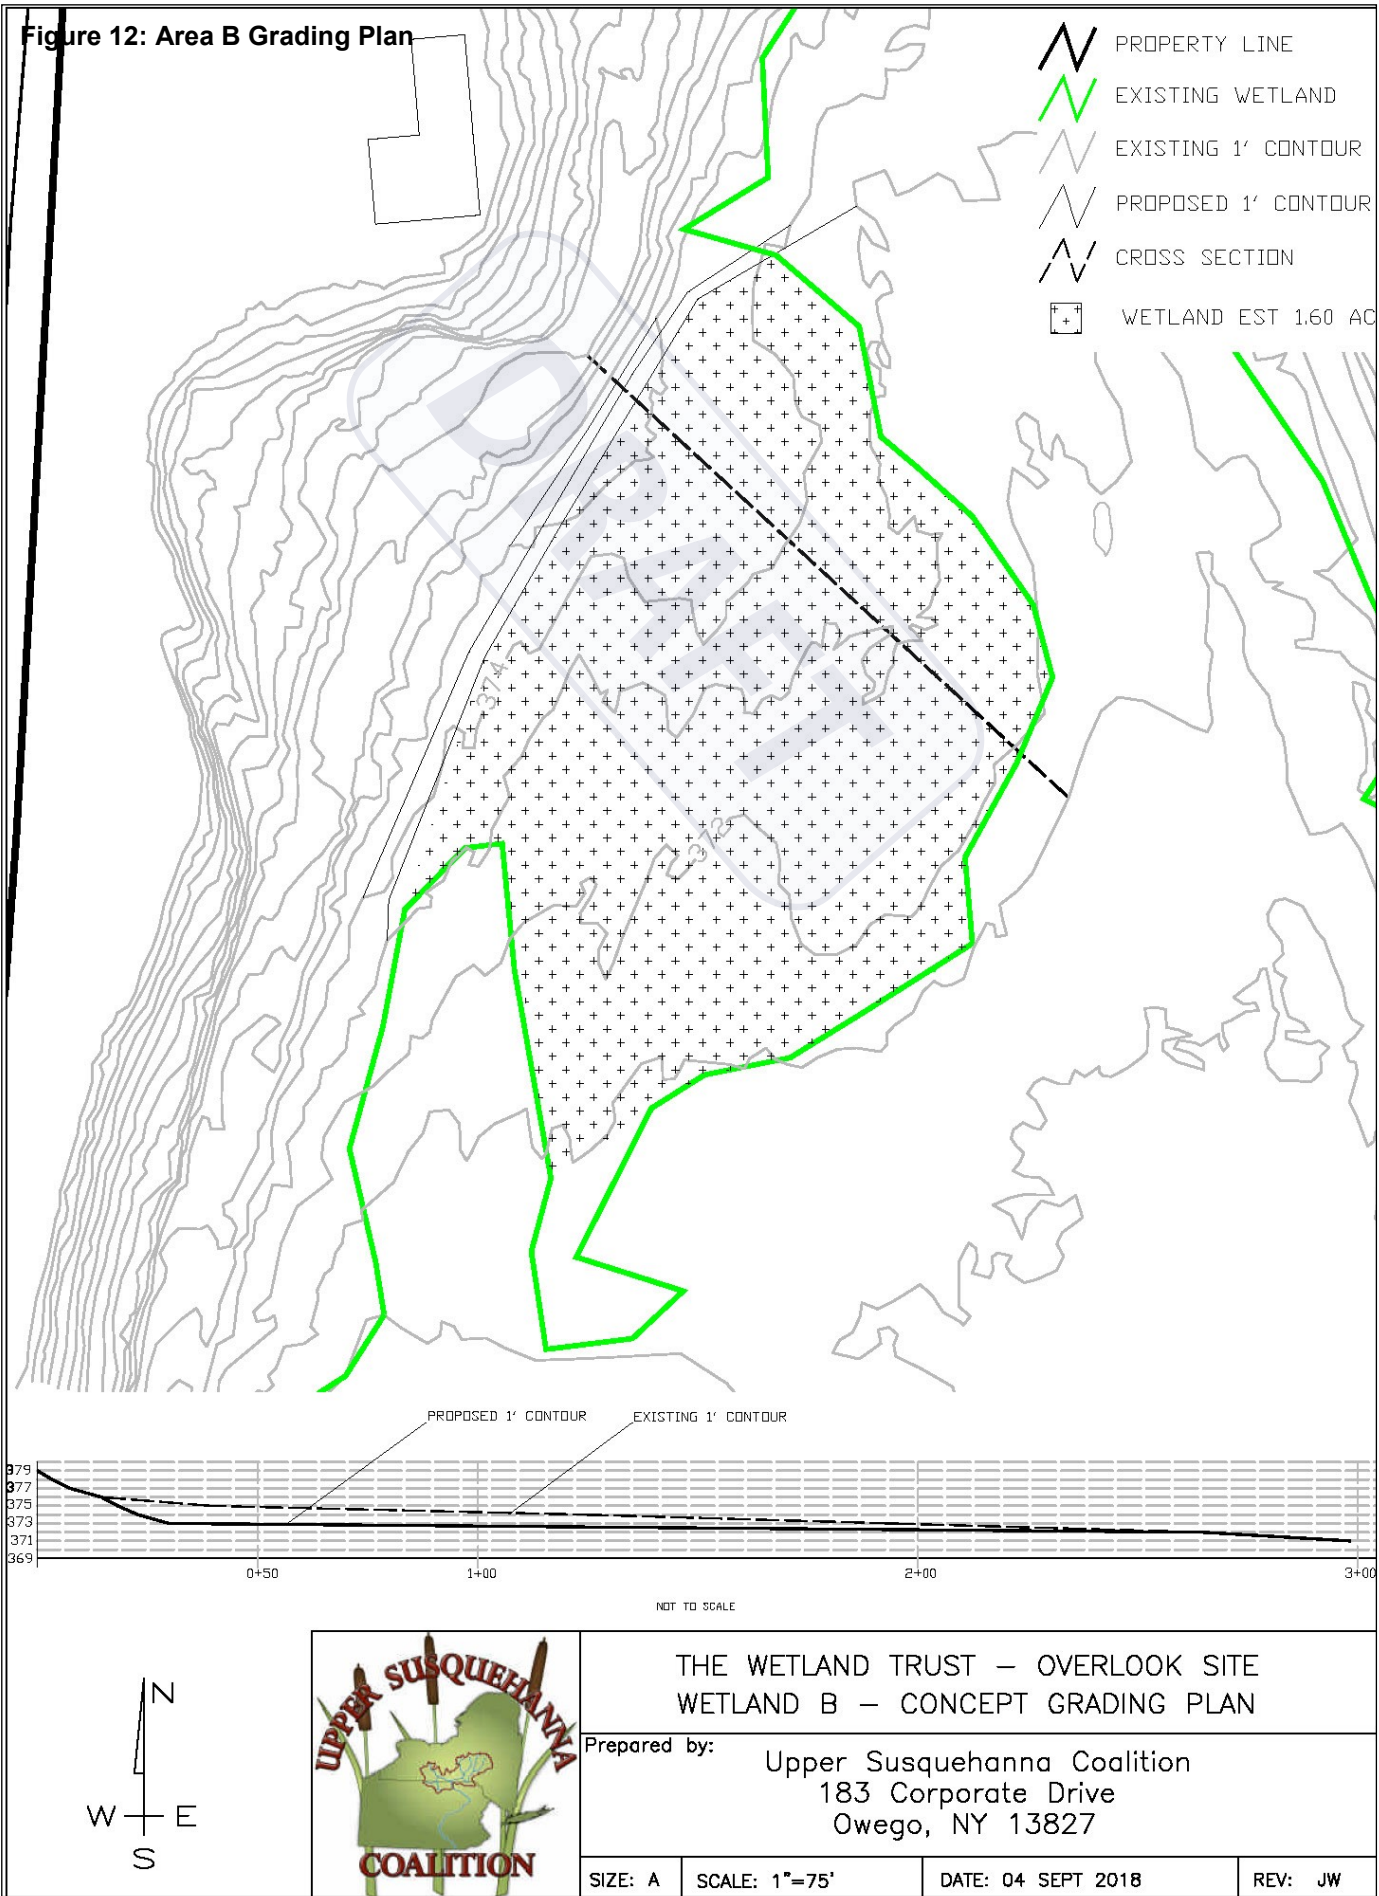 Figure 12: Area B Grading Plan
PROPERTY LINE
EXISTING WETLAND
EXISTING 1' CONTOUR
PROPOSED 1' CONTOUR
CROSS SECTION
WETLAND EST 1.60 AC
DRAFT
374
372
PROPOSED 1' CONTOUR
EXISTING 1' CONTOUR
379
377
375
373
371
369
0+50
1+00
2+00
3+00
NOT TO SCALE
N
W
E
S
UPPER SUSQUEHANNA
COALITION
THE WETLAND TRUST – OVERLOOK SITE
WETLAND B – CONCEPT GRADING PLAN
Prepared by:
Upper Susquehanna Coalition
183 Corporate Drive
Owego, NY 13827
SIZE: A
SCALE: 1"=75'
DATE: 04 SEPT 2018
REV: JW